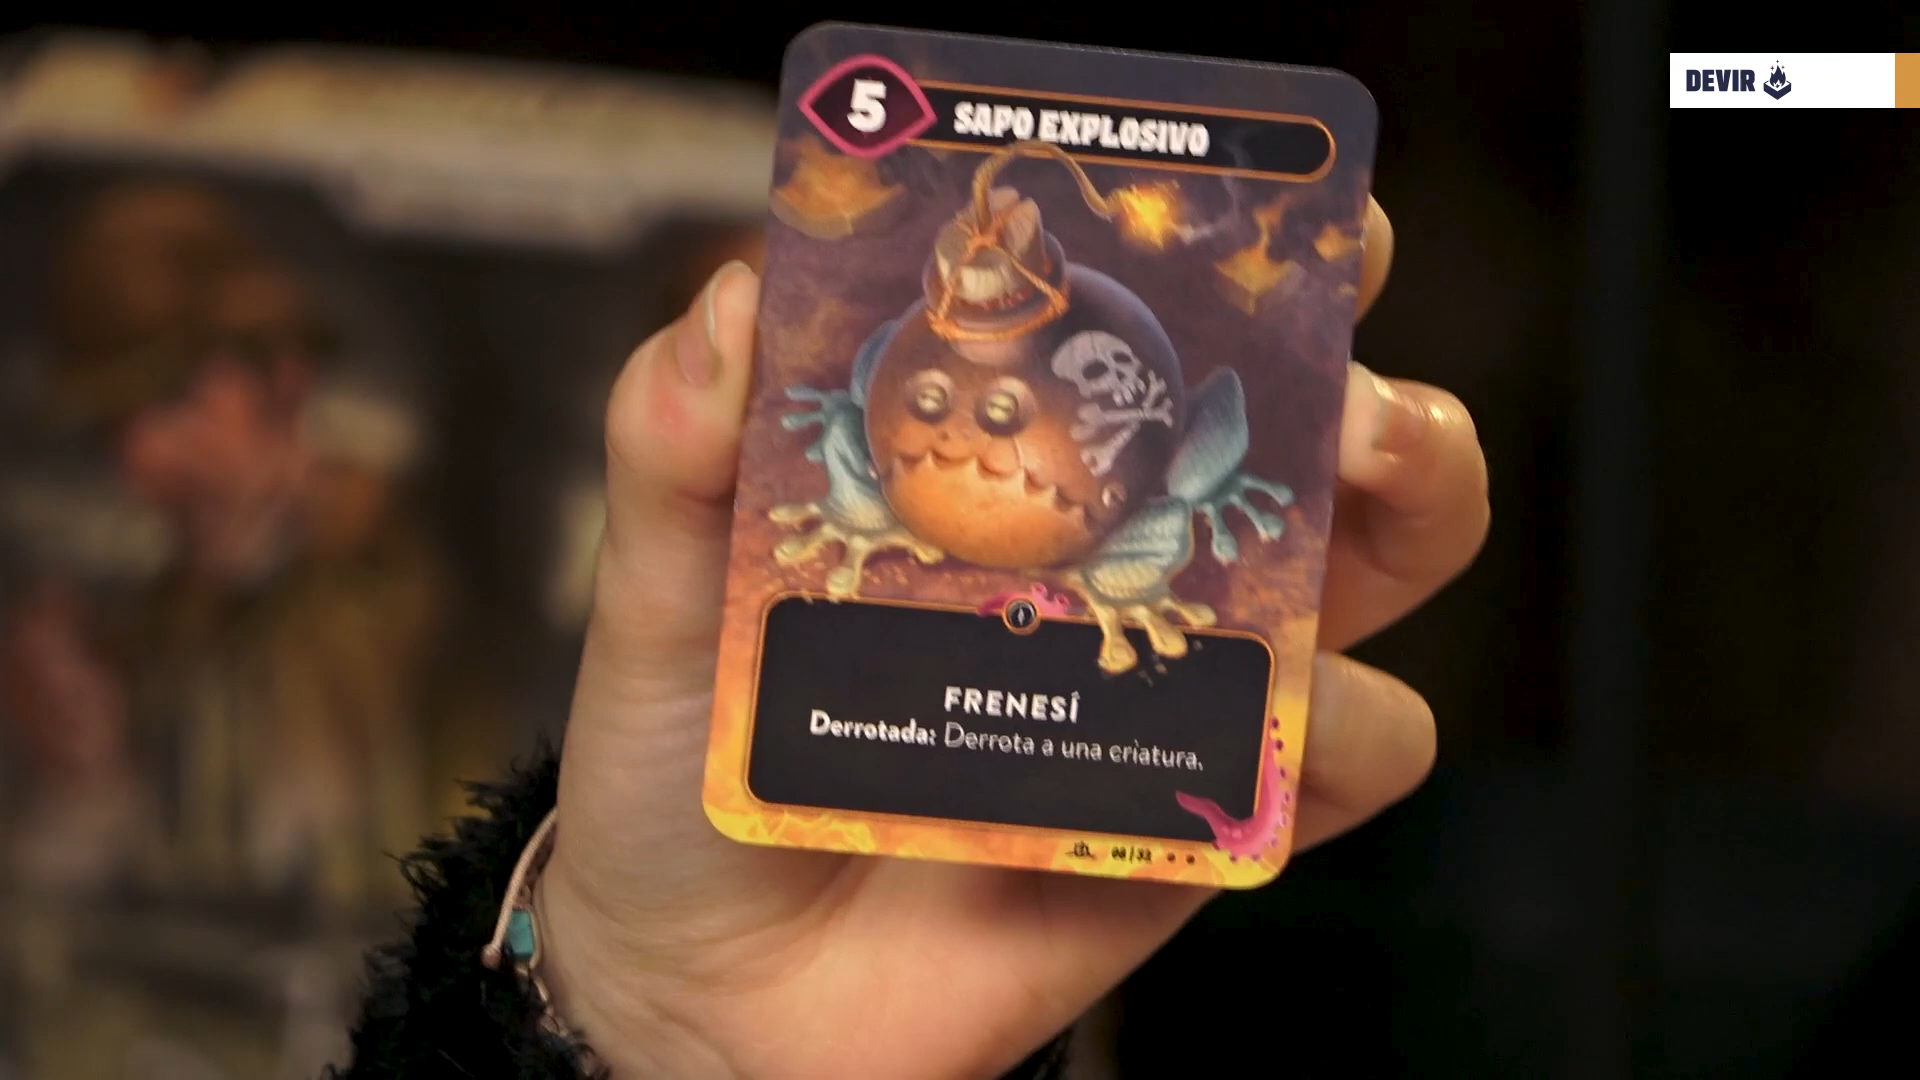 DEVIR
5
SAPO EXPLOSIVO
FRENESÍ
Derrotada: Derrota a una criatura.